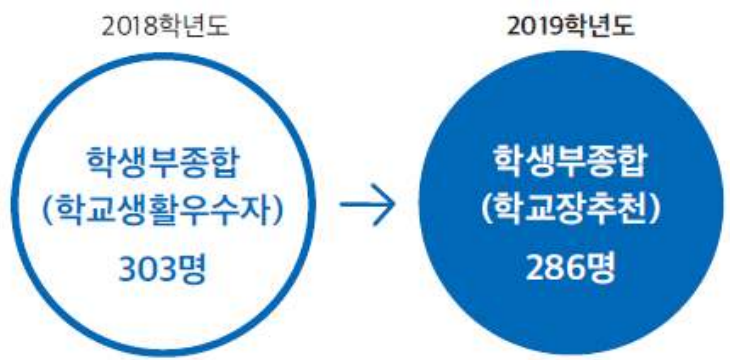 2018학년도
학생부종합
(학교생활우수자)
303명
2019학년도
학생부종합
(학교장추천)
286명